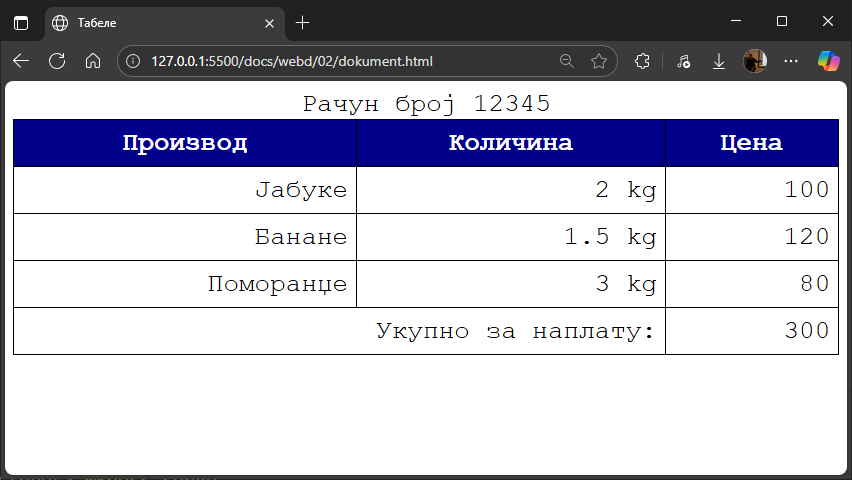 Табеле
127.0.0.1:5500/docs/webd/02/dokument.html
Рачун број 12345
Производ Количина Цена
Јабуке 2 kg 100
Банане 1.5 kg 120
Поморанџе 3 kg 80
Укупно за наплату: 300